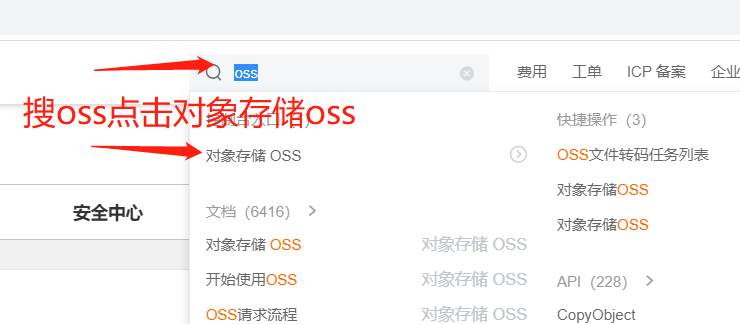 oss
费用 工单 ICP 备案 企业
搜oss点击对象存储oss
快捷操作（3）
对象存储 OSS
OSS文件转码任务列表
对象存储OSS
安全中心
文档（6416）
对象存储OSS
对象存储 OSS 对象存储 OSS
开始使用OSS 对象存储 OSS
API（228）
OSS请求流程 对象存储 OSS
CopyObject